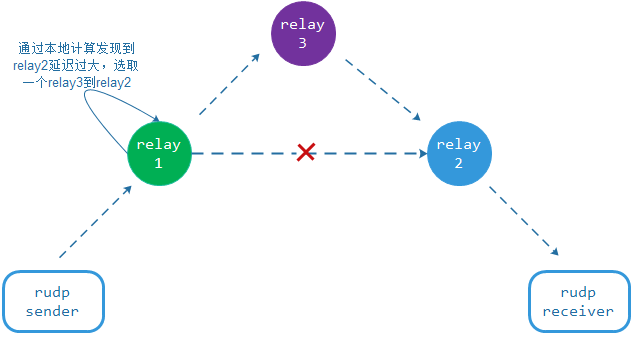 relay
3
通过本地计算发现到
relay2延迟过大，选取
一个relay3到relay2
relay
1
relay
2
rudp
sender
rudp
receiver